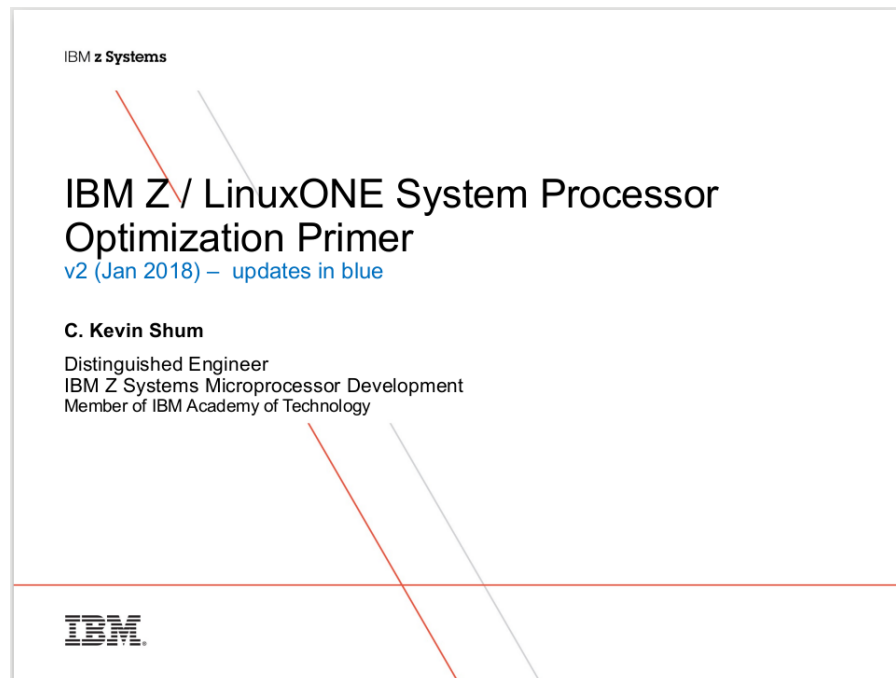 IBM z Systems
IBM Z / LinuxONE System Processor
Optimization Primer
v2 (Jan 2018) – updates in blue
C. Kevin Shum
Distinguished Engineer
IBM Z Systems Microprocessor Development
Member of IBM Academy of Technology
IBM®